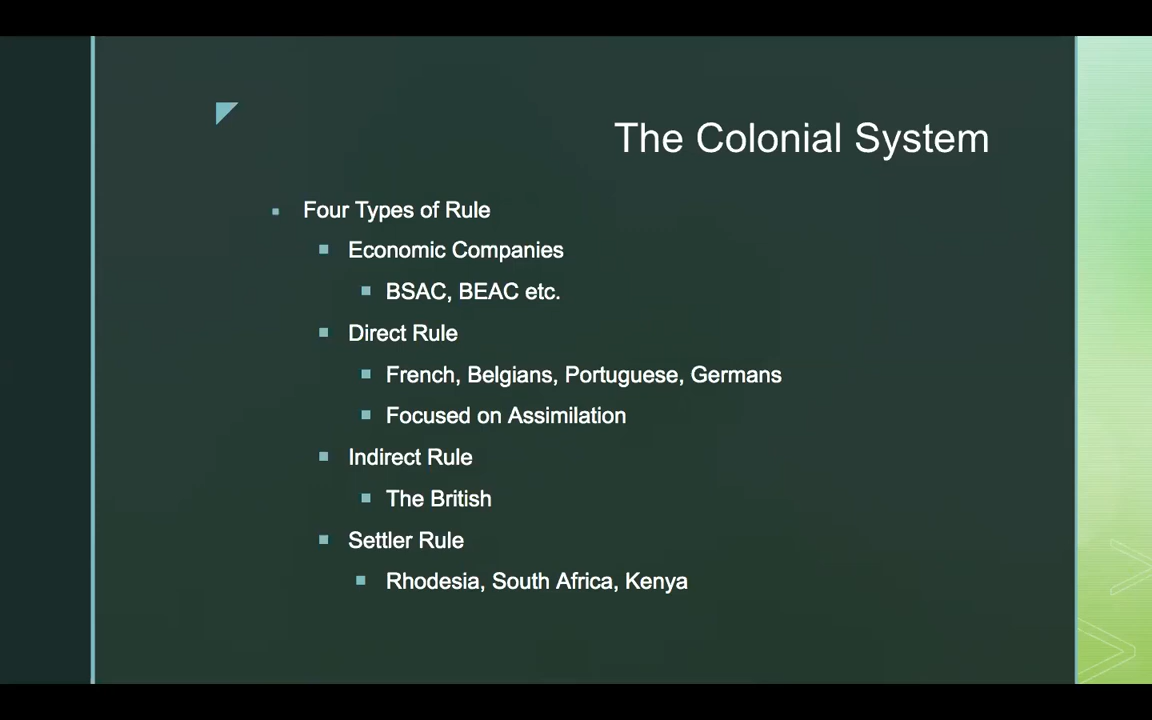 The Colonial System
Four Types of Rule
Economic Companies
BSAC, BEAC etc.
Direct Rule
French, Belgians, Portuguese, Germans
Focused on Assimilation
Indirect Rule
The British
Settler Rule
Rhodesia, South Africa, Kenya